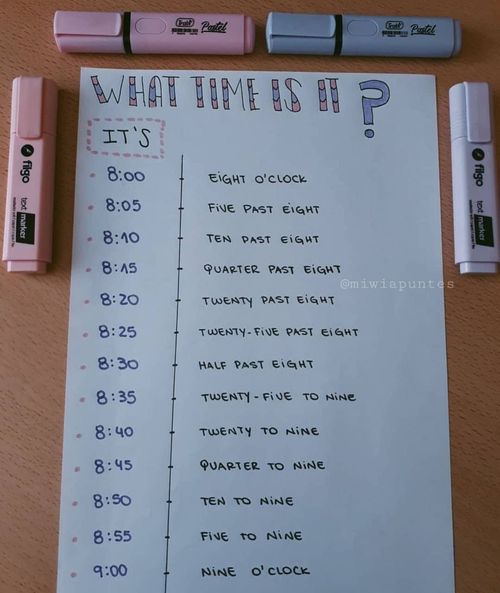 Trabi Pastel
Trabi Pastel
WHAT TIME IS IT?
IT'S
8:00 EIGHT O'CLOCK
8:05 FIVE PAST EIGHT
8:10 TEN PAST EIGHT
8:15 QUARTER PAST EIGHT
@miwiapuntes
8:20 TWENTY PAST EIGHT
8:25 TWENTY-FIVE PAST EIGHT
8:30 HALF PAST EIGHT
8:35 TWENTY-FIVE TO NINE
8:40 TWENTY TO NINE
8:45 QUARTER TO NINE
8:50 TEN TO NINE
8:55 FIVE TO NINE
9:00 NINE O'CLOCK
filgo
text marker
filgo
text marker